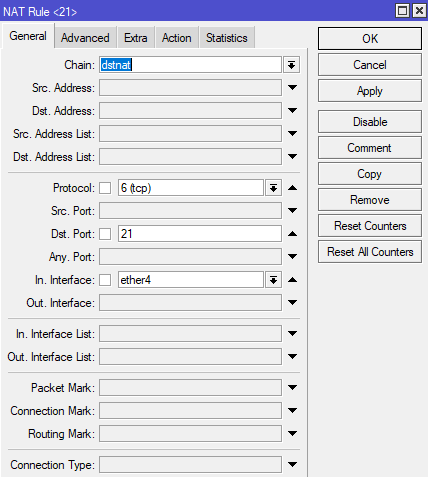 NAT Rule <21>
General Advanced Extra Action Statistics
Chain: dstnat
Src. Address:
Dst. Address:
Src. Address List:
Dst. Address List:
Protocol: 6 (tcp)
Src. Port:
Dst. Port: 21
Any. Port:
In. Interface: ether4
Out. Interface:
In. Interface List:
Out. Interface List:
Packet Mark:
Connection Mark:
Routing Mark:
Connection Type:
OK
Cancel
Apply
Disable
Comment
Copy
Remove
Reset Counters
Reset All Counters